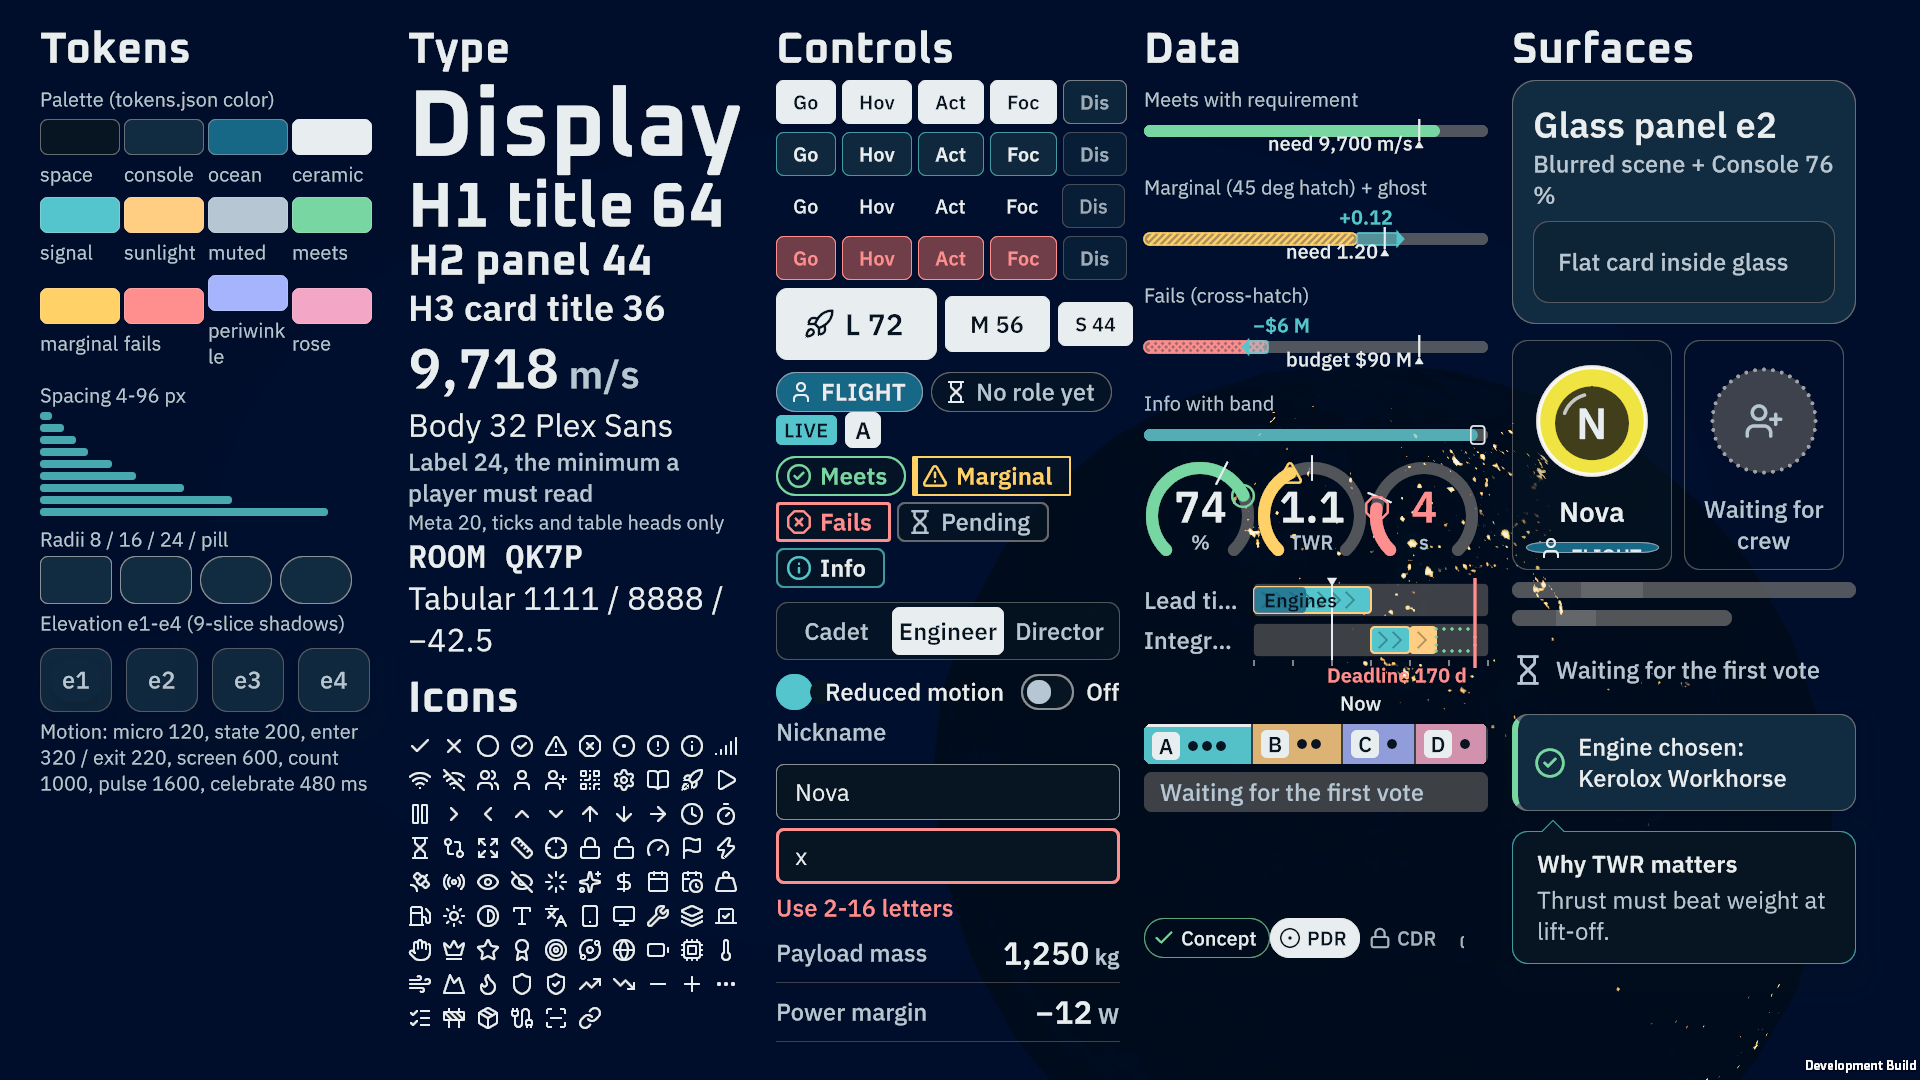 Tokens
Palette (tokens.json color)
space console ocean ceramic
signal sunlight muted meets
marginal fails periwink
le rose
Spacing 4-96 px
Radii 8 / 16 / 24 / pill
Elevation e1-e4 (9-slice shadows)
e1 e2 e3 e4
Motion: micro 120, state 200, enter
320 / exit 220, screen 600, count
1000, pulse 1600, celebrate 480 ms
Type
Display
H1 title 64
H2 panel 44
H3 card title 36
9,718 m/s
Body 32 Plex Sans
Label 24, the minimum a
player must read
Meta 20, ticks and table heads only
ROOM QK7P
Tabular 1111 / 8888 /
−42.5
Icons
Controls
Go Hov Act Foc Dis
Go Hov Act Foc Dis
Go Hov Act Foc Dis
Go Hov Act Foc Dis
L 72 M 56 S 44
FLIGHT No role yet
LIVE A
Meets Marginal
Fails Pending
Info
Cadet Engineer Director
Reduced motion Off
Nickname
Nova
x
Use 2-16 letters
Payload mass 1,250 kg
Power margin −12 W
Data
Meets with requirement
need 9,700 m/s
Marginal (45 deg hatch) + ghost
+0.12
need 1.20
Fails (cross-hatch)
−$6 M
budget $90 M
Info with band
74 %
1.1 TWR
4 s
Lead ti... Engines
Integr...
Deadline 170 d
Now
A B C D
Waiting for the first vote
Concept PDR CDR
Surfaces
Glass panel e2
Blurred scene + Console 76
%
Flat card inside glass
N
Nova
Waiting for
crew
Waiting for the first vote
Engine chosen:
Kerolox Workhorse
Why TWR matters
Thrust must beat weight at
lift-off.
Development Build